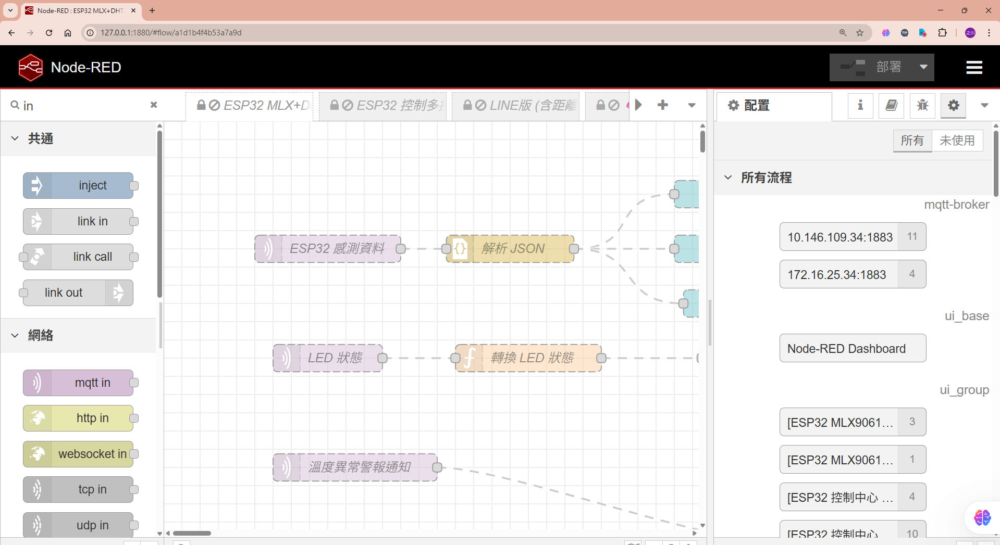 Node-RED : ESP32 MLX+DHT
127.0.0.1:1880/#flow/a1d1b4f4b53a7a9d
之川
Node-RED
部署
in
ESP32 MLX+D
ESP32 控制多
LINE版 (含距離
配置
共通
inject
link in
link call
link out
網絡
mqtt in
http in
websocket in
tcp in
udp in
ESP32 感測資料
解析 JSON
LED 狀態
轉換 LED 狀態
溫度異常警報通知
所有
未使用
所有流程
mqtt-broker
10.146.109.34:1883 11
172.16.25.34:1883 4
ui_base
Node-RED Dashboard
ui_group
[ESP32 MLX9061… 3
[ESP32 MLX9061… 1
[ESP32 控制中心 … 4
[ESP32 控制中心 10